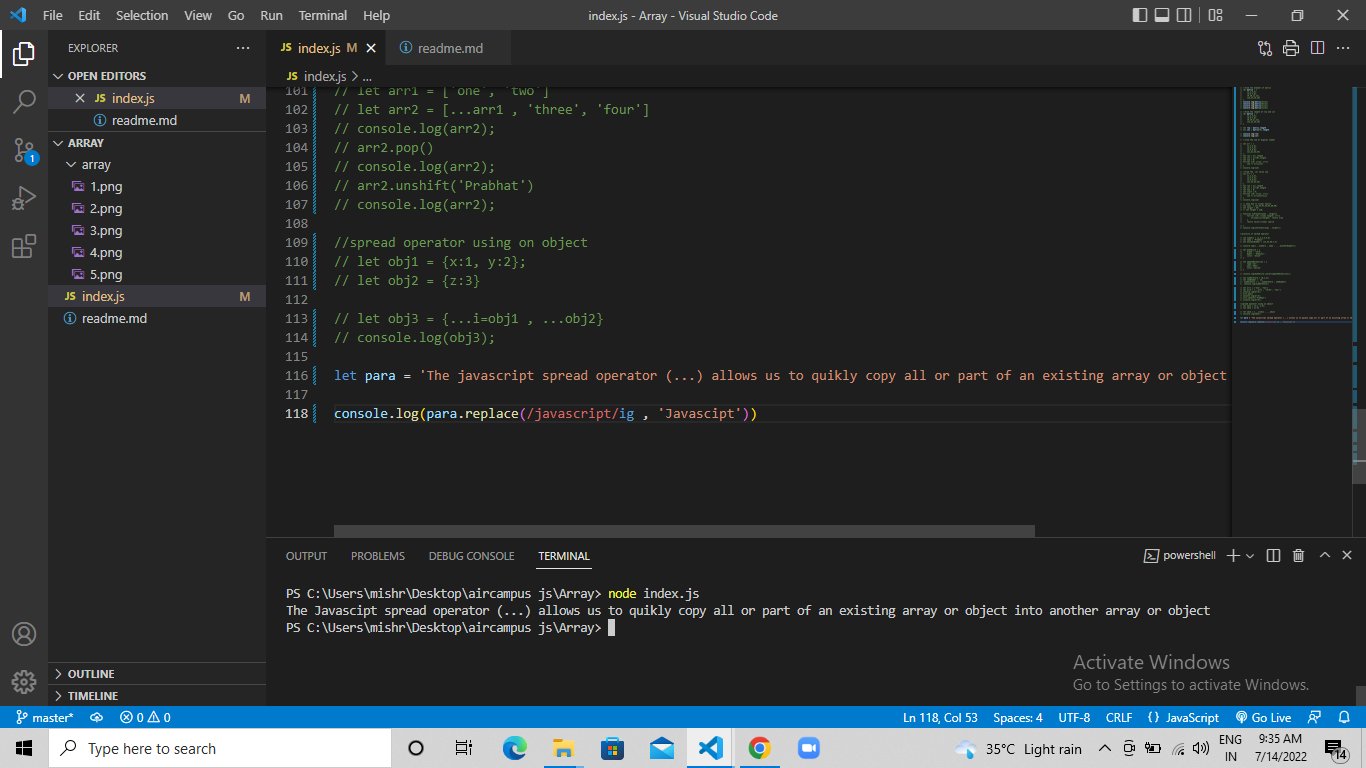 File Edit Selection View Go Run Terminal Help
index.js - Array - Visual Studio Code
EXPLORER
OPEN EDITORS
JS index.js M
readme.md
ARRAY
array
1.png
2.png
3.png
4.png
5.png
JS index.js M
readme.md
OUTLINE
TIMELINE
JS index.js M
readme.md
JS index.js > ...
101 // let arr1 = ['one', 'two']
102 // let arr2 = [...arr1 , 'three', 'four']
103 // console.log(arr2);
104 // arr2.pop()
105 // console.log(arr2);
106 // arr2.unshift('Prabhat')
107 // console.log(arr2);
108
109 //spread operator using on object
110 // let obj1 = {x:1, y:2};
111 // let obj2 = {z:3}
112
113 // let obj3 = {...i=obj1 , ...obj2}
114 // console.log(obj3);
115
116 let para = 'The javascript spread operator (...) allows us to quikly copy all or part of an existing array or object
117
118 console.log(para.replace(/javascript/ig , 'Javascipt'))
OUTPUT PROBLEMS DEBUG CONSOLE TERMINAL
powershell
PS C:\Users\mishr\Desktop\aircampus js\Array> node index.js
The Javascipt spread operator (...) allows us to quikly copy all or part of an existing array or object into another array or object
PS C:\Users\mishr\Desktop\aircampus js\Array>
Activate Windows
Go to Settings to activate Windows.
master* 0 0
Ln 118, Col 53 Spaces: 4 UTF-8 CRLF {} JavaScript Go Live
Type here to search
35°C Light rain
ENG
IN
9:35 AM
7/14/2022
14
1